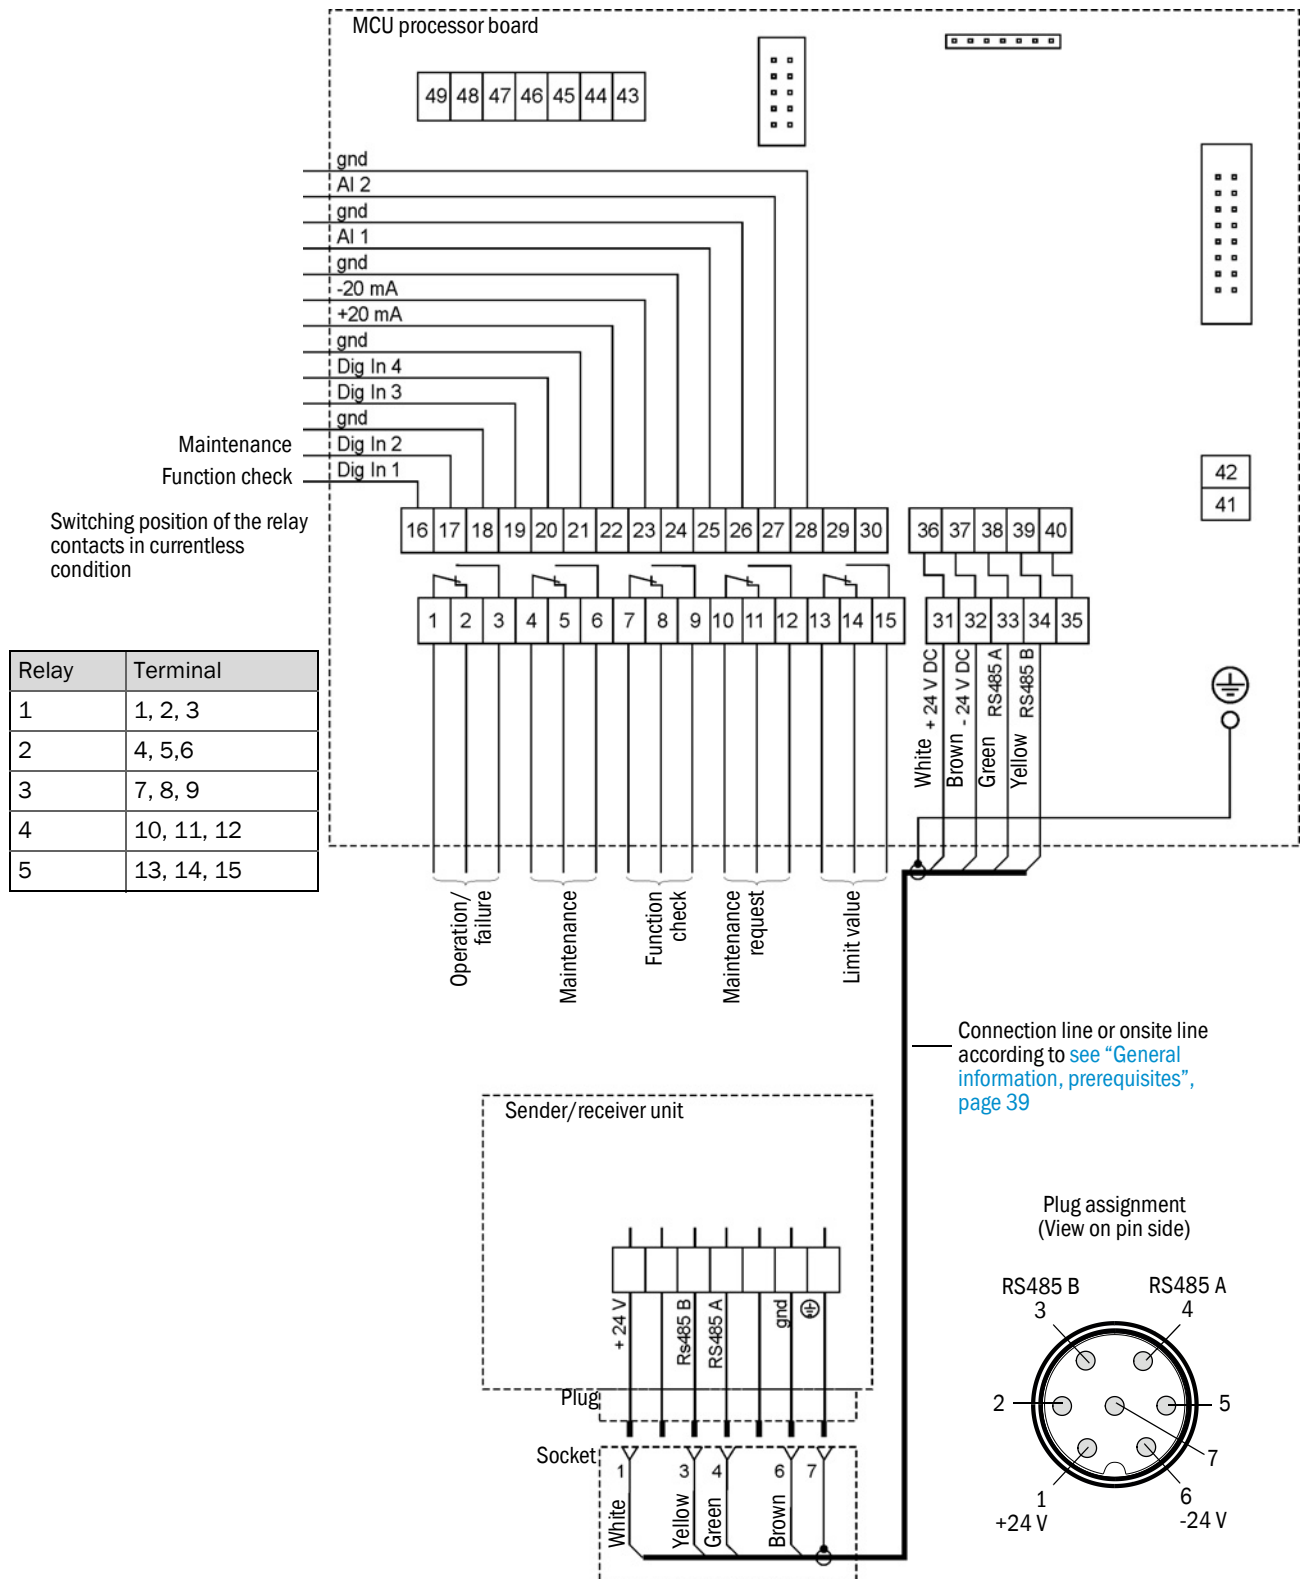 MCU processor board
49 48 47 46 45 44 43
gnd
AI 2
gnd
AI 1
gnd
-20 mA
+20 mA
gnd
Dig In 4
Dig In 3
gnd
Maintenance Dig In 2
Function check Dig In 1
42
41
Switching position of the relay
contacts in currentless
condition
16 17 18 19 20 21 22 23 24 25 26 27 28 29 30 36 37 38 39 40
1 2 3 4 5 6 7 8 9 10 11 12 13 14 15 31 32 33 34 35
Relay Terminal
1 1, 2, 3
2 4, 5,6
3 7, 8, 9
4 10, 11, 12
5 13, 14, 15
White + 24 V DC
Brown - 24 V DC
Green RS485 A
Yellow RS485 B
Operation/
failure
Maintenance
Function
check
Maintenance
request
Limit value
Connection line or onsite line
according to see “General
information, prerequisites”,
page 39
Sender/receiver unit
+ 24 V
Rs485 B
RS485 A
gnd
Plug
Socket
1 3 4 6 7
White
Yellow
Green
Brown
Plug assignment
(View on pin side)
RS485 B RS485 A
3 4
2 5
7
1 6
+24 V -24 V